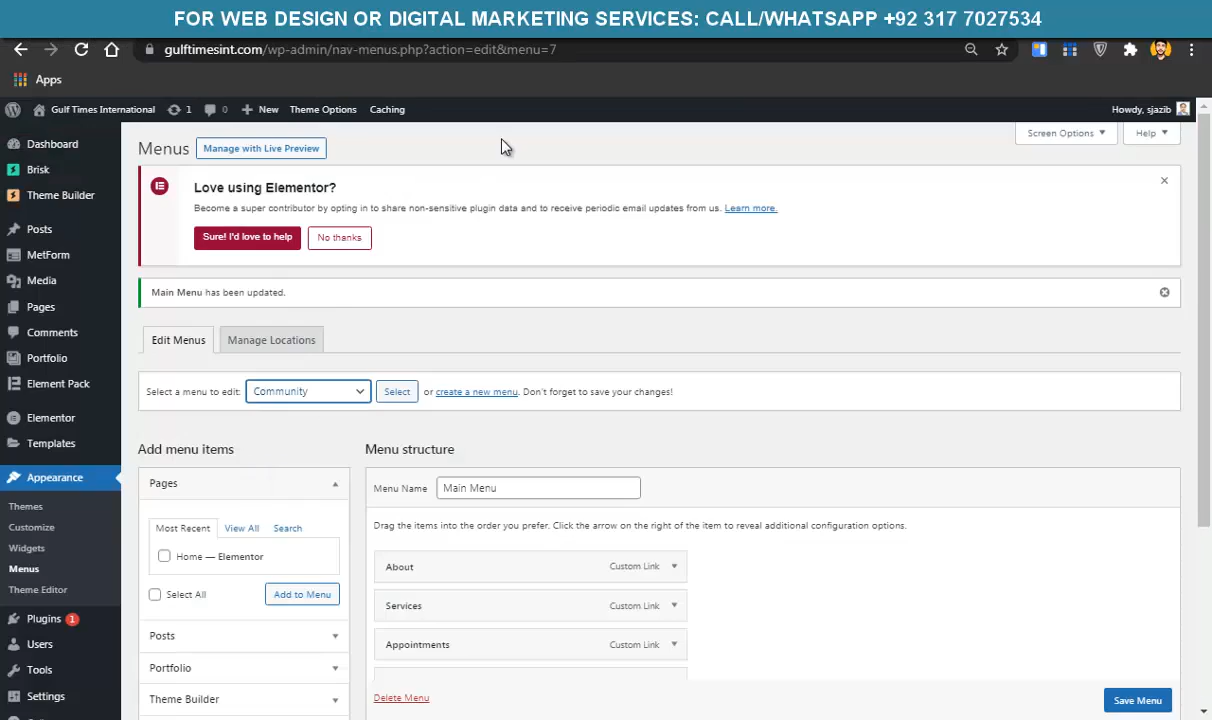 FOR WEB DESIGN OR DIGITAL MARKETING SERVICES: CALL/WHATSAPP +92 317 7027534
gulftimesint.com/wp-admin/nav-menus.php?action=edit&menu=7
Apps
Gulf Times International 1 0 New Theme Options Caching Howdy, sjazib
Screen Options Help
Menus Manage with Live Preview
Dashboard
Brisk
Theme Builder
Posts
MetForm
Media
Pages
Comments
Portfolio
Element Pack
Elementor
Templates
Appearance
Themes
Customize
Widgets
Menus
Theme Editor
Plugins 1
Users
Tools
Settings
Love using Elementor?
Become a super contributor by opting in to share non-sensitive plugin data and to receive periodic email updates from us. Learn more.
Sure! I'd love to help No thanks
Main Menu has been updated.
Edit Menus Manage Locations
Select a menu to edit: Community Select or create a new menu. Don't forget to save your changes!
Add menu items
Pages
Most Recent View All Search
Home — Elementor
Select All Add to Menu
Posts
Portfolio
Theme Builder
Menu structure
Menu Name Main Menu
Drag the items into the order you prefer. Click the arrow on the right of the item to reveal additional configuration options.
About Custom Link
Services Custom Link
Appointments Custom Link
Delete Menu Save Menu